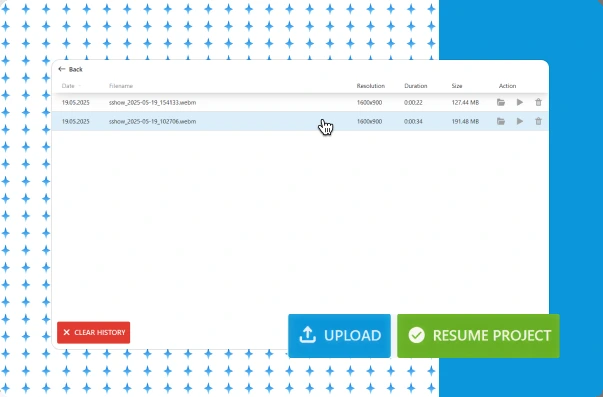 Back
Date Filename Resolution Duration Size Action
19.05.2025 sshow_2025-05-19_154133.webm 1600x900 0:00:22 127.44 MB
19.05.2025 sshow_2025-05-19_102706.webm 1600x900 0:00:34 191.48 MB
CLEAR HISTORY UPLOAD RESUME PROJECT